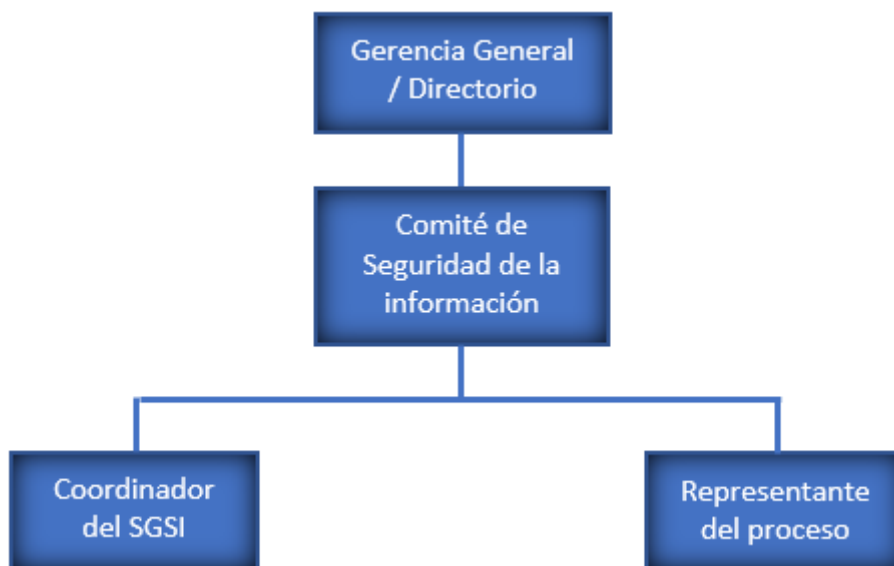 Gerencia General
/ Directorio
Comité de
Seguridad de la
información
Coordinador
del SGSI
Representante
del proceso